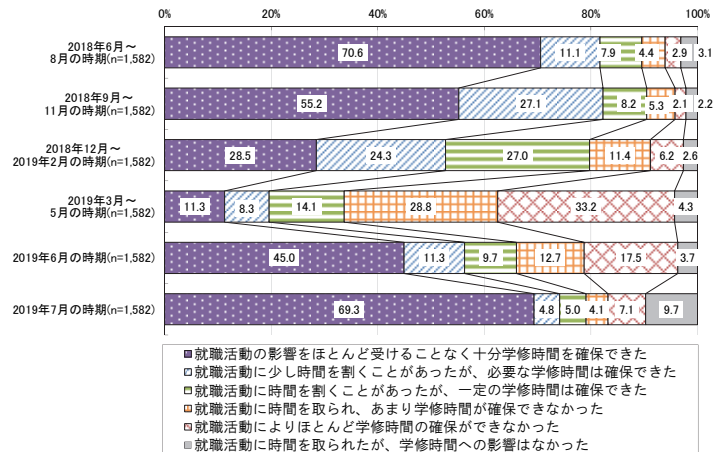 0% 20% 40% 60% 80% 100%
2018年6月～
8月の時期(n=1,582)
70.6 11.1 7.9 4.4 2.9 3.1
2018年9月～
11月の時期(n=1,582)
55.2 27.1 8.2 5.3 2.1 2.2
2018年12月～
2019年2月の時期(n=1,582)
28.5 24.3 27.0 11.4 6.2 2.6
2019年3月～
5月の時期(n=1,582)
11.3 8.3 14.1 28.8 33.2 4.3
2019年6月の時期(n=1,582)
45.0 11.3 9.7 12.7 17.5 3.7
2019年7月の時期(n=1,582)
69.3 4.8 5.0 4.1 7.1 9.7
就職活動の影響をほとんど受けることなく十分学修時間を確保できた
就職活動に少し時間を割くことがあったが、必要な学修時間は確保できた
就職活動に時間を割くことがあったが、一定の学修時間は確保できた
就職活動に時間を取られ、あまり学修時間が確保できなかった
就職活動によりほとんど学修時間の確保ができなかった
就職活動に時間を取られたが、学修時間への影響はなかった